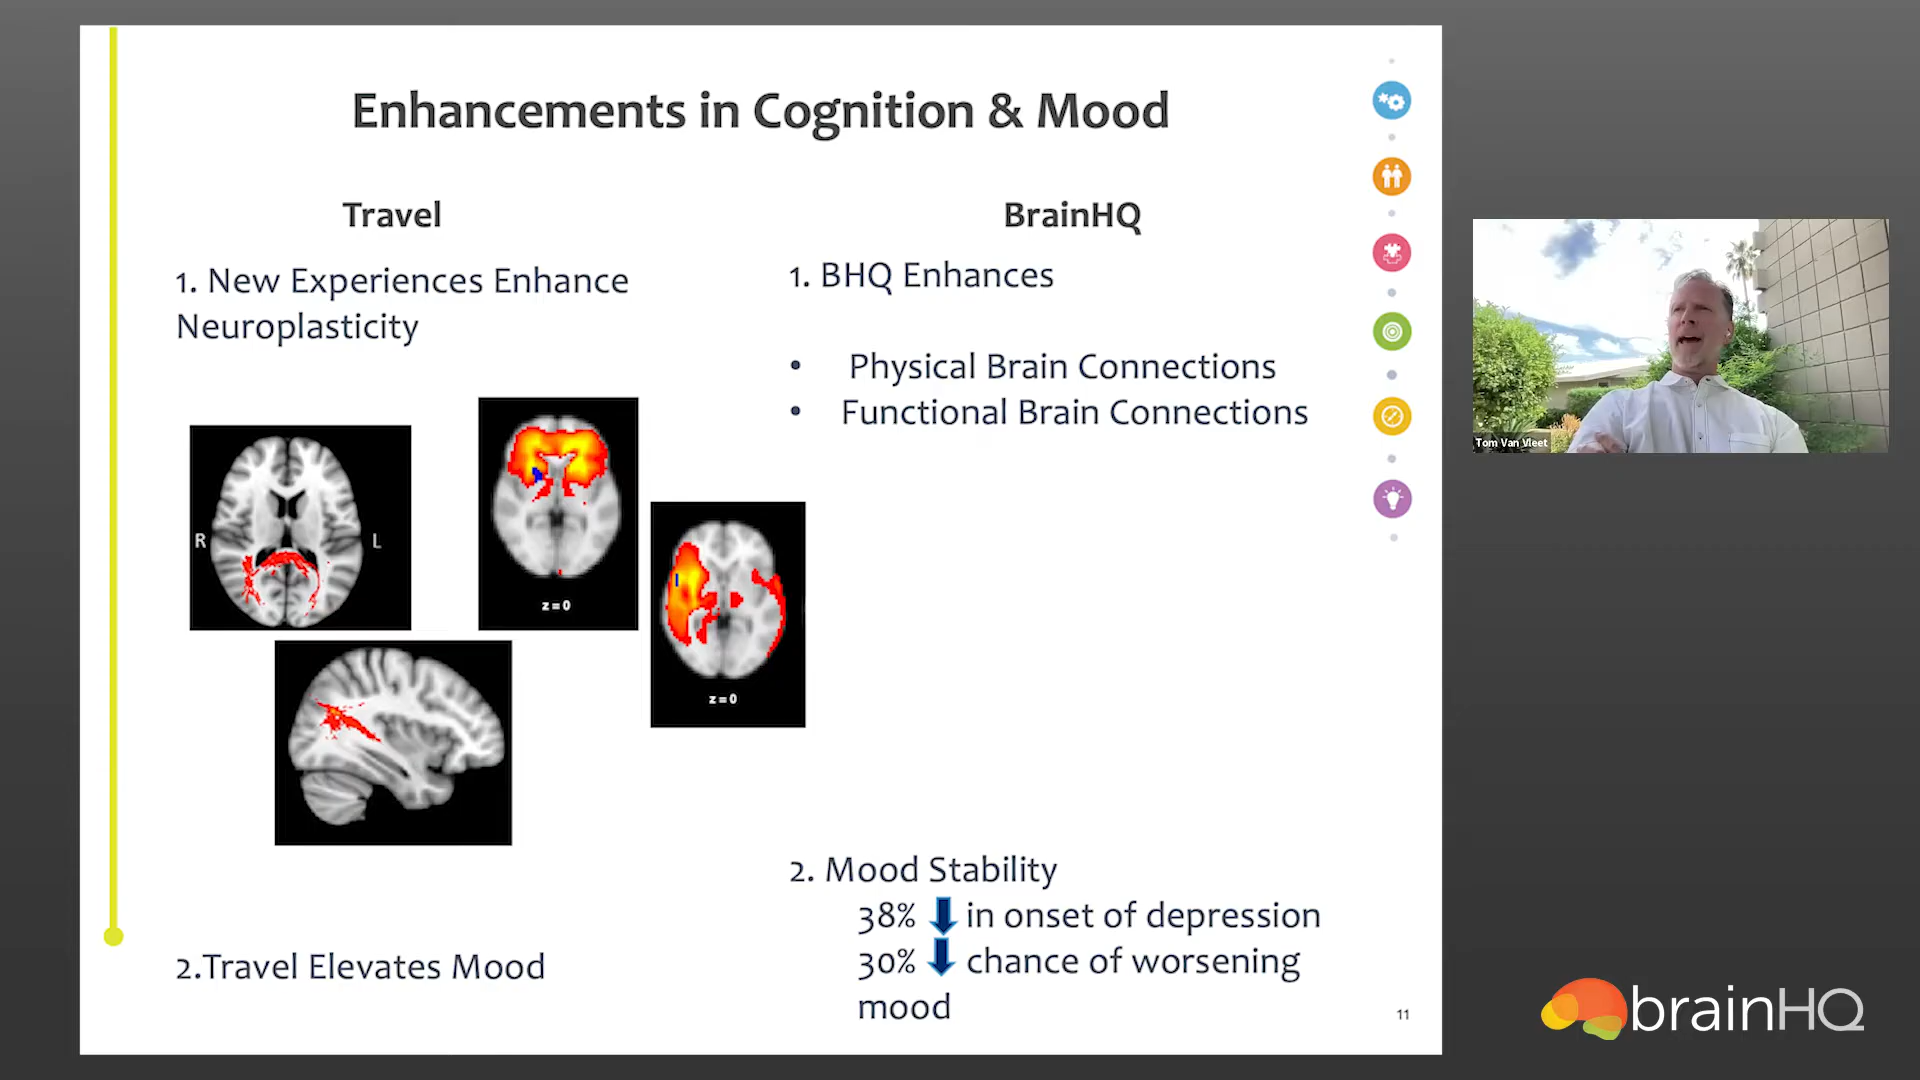 Enhancements in Cognition & Mood
Travel
1. New Experiences Enhance
Neuroplasticity
R
L
z=0
z=0
2.Travel Elevates Mood
BrainHQ
1. BHQ Enhances
• Physical Brain Connections
• Functional Brain Connections
2. Mood Stability
38% in onset of depression
30% chance of worsening
mood
11
Tom Van Vleet
brainHQ